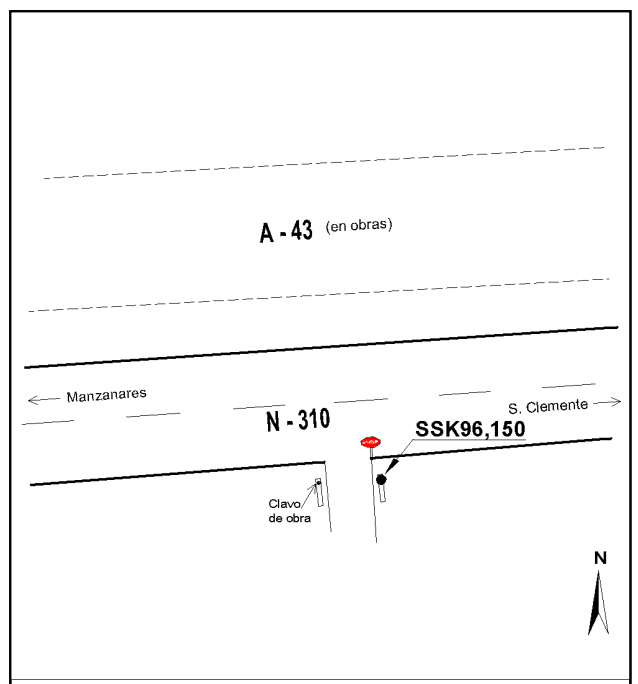 A - 43 (en obras)
Manzanares
S. Clemente
N - 310
SSK96,150
Clavo
de obra
N